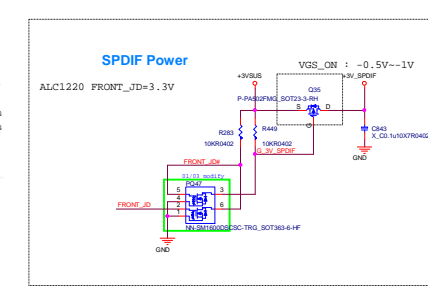 SPDIF Power
VGS_ON : -0.5V~-1V
ALC1220 FRONT_JD=3.3V
+3VSUS
+3V_SPDIF
Q35
P-PA502FMG_SOT23-3-RH
S
D
G
R283
R449
10KR0402
10KR0402
C843
X_C0.1u10X7R0402
GND
FRONT_JD#
G_3V_SPDIF
31/03 modify
PQ47
5
3
4
FRONT_JD
2
6
1
NN-SM1600DSCSC-TRG_SOT363-6-HF
GND